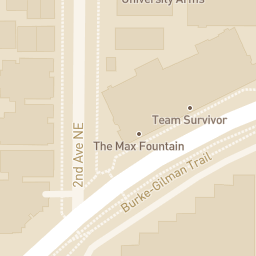 University Arms
Team Survivor
The Max Fountain
2nd Ave NE
Burke-Gilman Trail